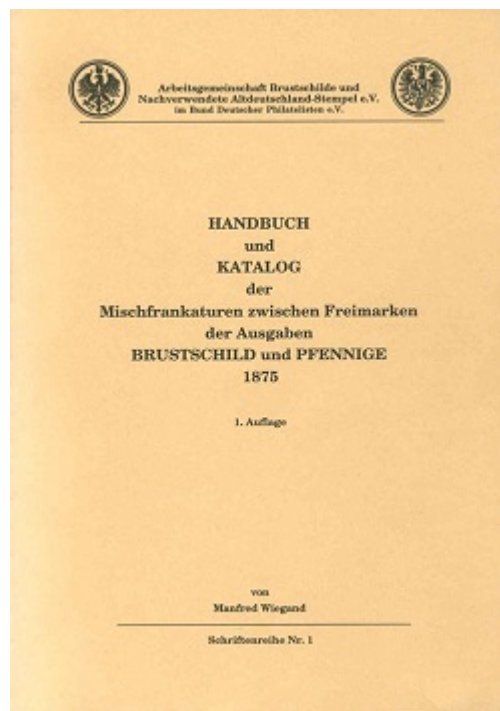 Arbeitsgemeinschaft Brustschilde und
Nachverwendete Altdeutschland-Stempel e.V.
im Bund Deutscher Philatelisten e.V.
HANDBUCH
und
KATALOG
der
Mischfrankaturen zwischen Freimarken
der Ausgaben
BRUSTSCHILD und PFENNIGE
1875
1. Auflage
von
Manfred Wiegand
Schriftenreihe Nr. 1